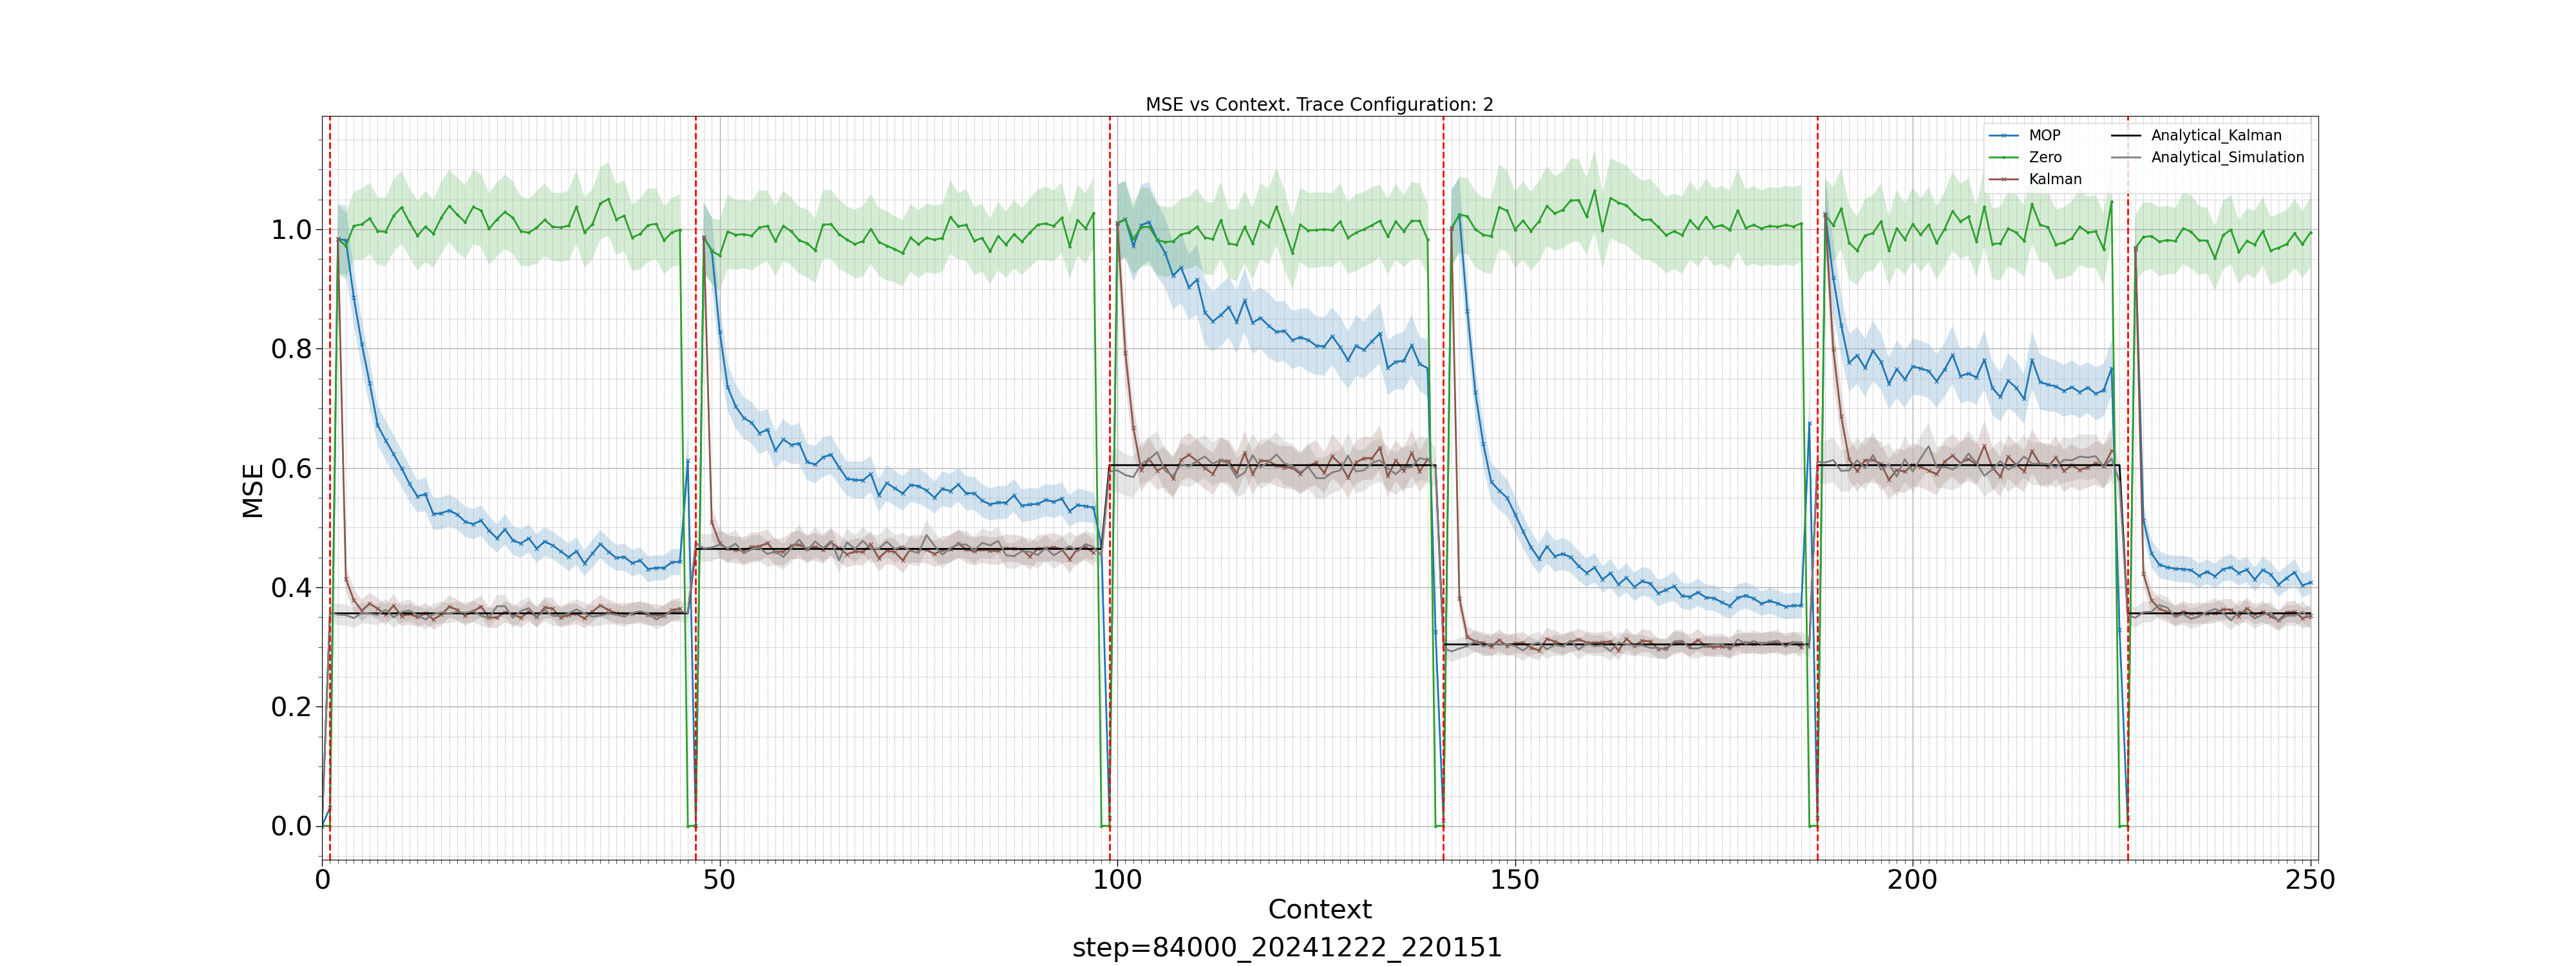 MSE vs Context. Trace Configuration: 2
MOP
Zero
Kalman
Analytical_Kalman
Analytical_Simulation
MSE
1.0
0.8
0.6
0.4
0.2
0.0
0 50 100 150 200 250
Context
step=84000_20241222_220151